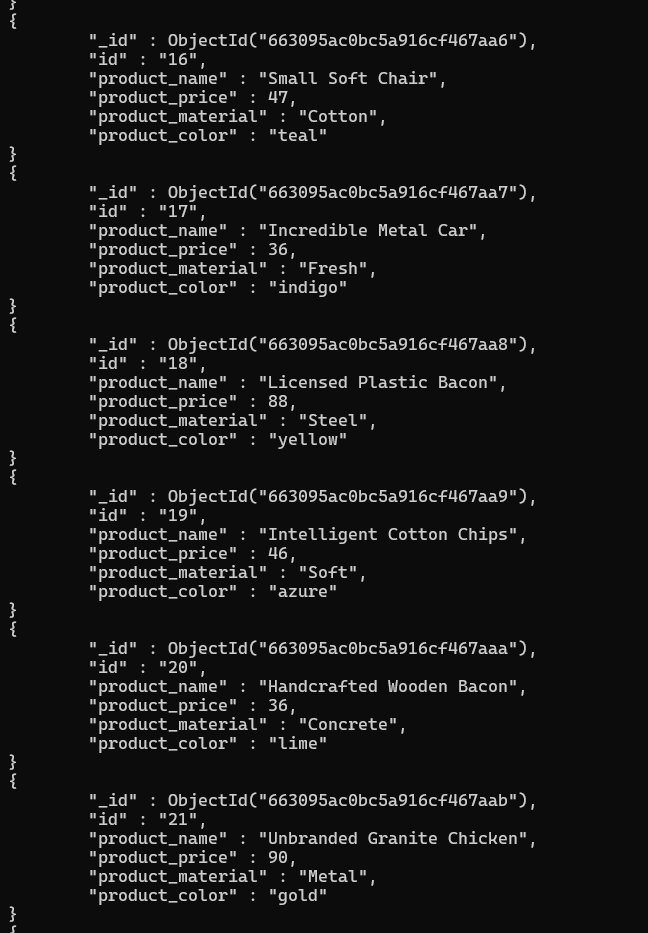 }
{
"_id" : ObjectId("663095ac0bc5a916cf467aa6"),
"id" : "16",
"product_name" : "Small Soft Chair",
"product_price" : 47,
"product_material" : "Cotton",
"product_color" : "teal"
}
{
"_id" : ObjectId("663095ac0bc5a916cf467aa7"),
"id" : "17",
"product_name" : "Incredible Metal Car",
"product_price" : 36,
"product_material" : "Fresh",
"product_color" : "indigo"
}
{
"_id" : ObjectId("663095ac0bc5a916cf467aa8"),
"id" : "18",
"product_name" : "Licensed Plastic Bacon",
"product_price" : 88,
"product_material" : "Steel",
"product_color" : "yellow"
}
{
"_id" : ObjectId("663095ac0bc5a916cf467aa9"),
"id" : "19",
"product_name" : "Intelligent Cotton Chips",
"product_price" : 46,
"product_material" : "Soft",
"product_color" : "azure"
}
{
"_id" : ObjectId("663095ac0bc5a916cf467aaa"),
"id" : "20",
"product_name" : "Handcrafted Wooden Bacon",
"product_price" : 36,
"product_material" : "Concrete",
"product_color" : "lime"
}
{
"_id" : ObjectId("663095ac0bc5a916cf467aab"),
"id" : "21",
"product_name" : "Unbranded Granite Chicken",
"product_price" : 90,
"product_material" : "Metal",
"product_color" : "gold"
}
{